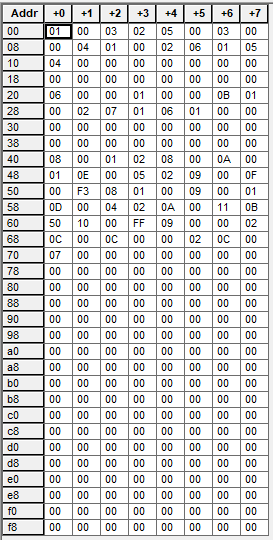 Addr +0 +1 +2 +3 +4 +5 +6 +7
00 01 00 03 02 05 00 03 00
08 00 04 01 00 02 06 01 05
10 04 00 00 00 00 00 00 00
18 00 00 00 00 00 00 00 00
20 06 00 00 01 00 00 0B 01
28 00 02 07 01 06 01 00 00
30 00 00 00 00 00 00 00 00
38 00 00 00 00 00 00 00 00
40 08 00 01 02 08 00 0A 00
48 01 0E 00 05 02 09 00 0F
50 00 F3 08 01 00 09 00 01
58 0D 00 04 02 0A 00 11 0B
60 50 10 00 FF 09 00 00 02
68 0C 00 0C 00 00 02 0C 00
70 07 00 00 00 00 00 00 00
78 00 00 00 00 00 00 00 00
80 00 00 00 00 00 00 00 00
88 00 00 00 00 00 00 00 00
90 00 00 00 00 00 00 00 00
98 00 00 00 00 00 00 00 00
a0 00 00 00 00 00 00 00 00
a8 00 00 00 00 00 00 00 00
b0 00 00 00 00 00 00 00 00
b8 00 00 00 00 00 00 00 00
c0 00 00 00 00 00 00 00 00
c8 00 00 00 00 00 00 00 00
d0 00 00 00 00 00 00 00 00
d8 00 00 00 00 00 00 00 00
e0 00 00 00 00 00 00 00 00
e8 00 00 00 00 00 00 00 00
f0 00 00 00 00 00 00 00 00
f8 00 00 00 00 00 00 00 00